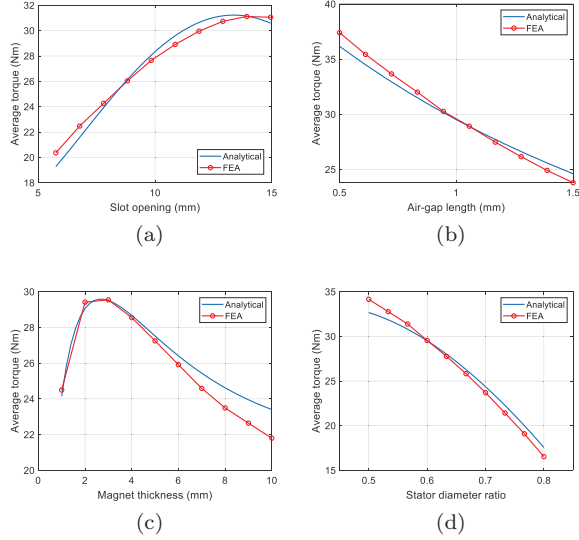 32
30
28
26
24
22
20
18
5
10
15
Average torque (Nm)
Slot opening (mm)
Analytical
FEA
(a)
40
35
30
25
0.5
1
1.5
Average torque (Nm)
Air-gap length (mm)
Analytical
FEA
(b)
30
28
26
24
22
20
0
2
4
6
8
10
Average torque (Nm)
Magnet thickness (mm)
Analytical
FEA
(c)
35
30
25
20
15
0.5
0.6
0.7
0.8
Average torque (Nm)
Stator diameter ratio
Analytical
FEA
(d)